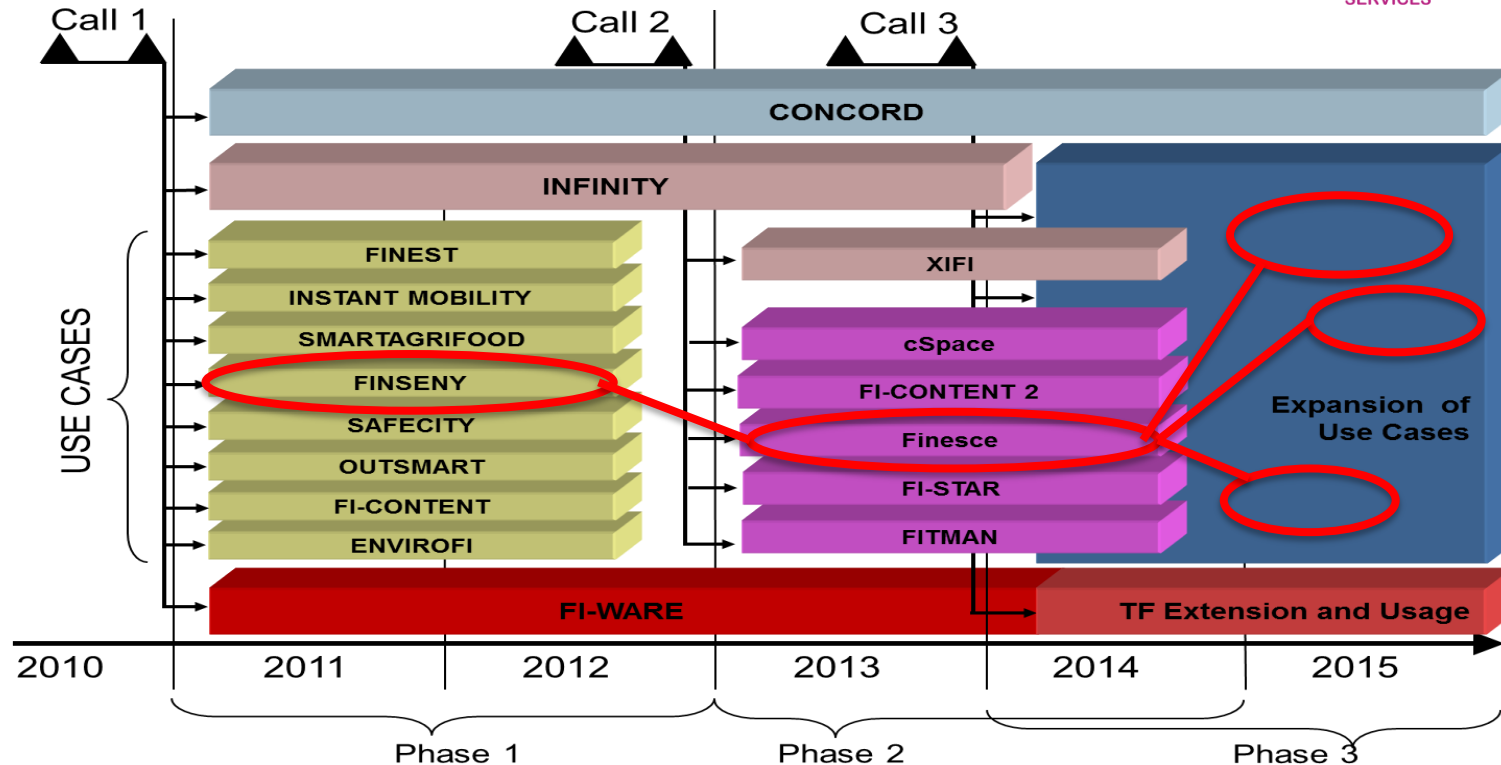 SERVICES
Call 1
Call 2
Call 3
CONCORD
INFINITY
USE CASES
FINEST
INSTANT MOBILITY
SMARTAGRIFOOD
FINSENY
SAFECITY
OUTSMART
FI-CONTENT
ENVIROFI
XIFI
cSpace
FI-CONTENT 2
Finesce
FI-STAR
FITMAN
Expansion of
Use Cases
FI-WARE
TF Extension and Usage
2010
2011
2012
2013
2014
2015
Phase 1
Phase 2
Phase 3